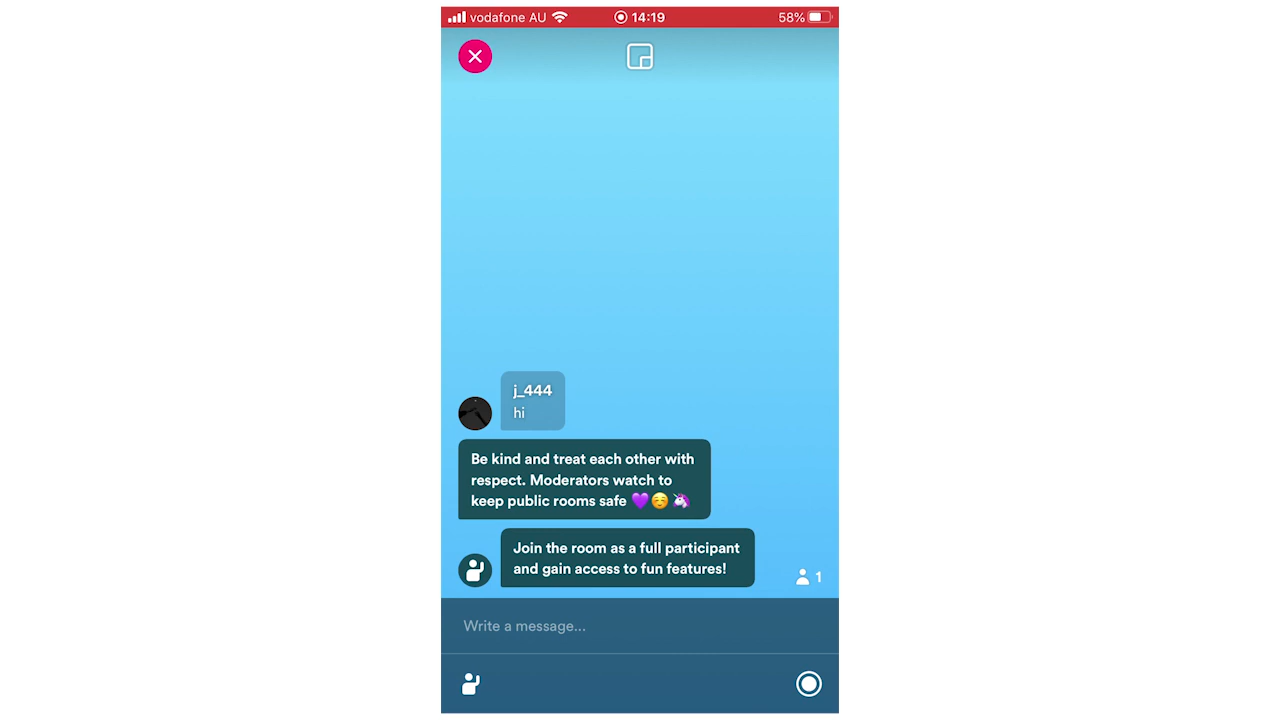 vodafone AU 14:19 58%
j_444
hi
Be kind and treat each other with
respect. Moderators watch to
keep public rooms safe 💜☺️🦄
Join the room as a full participant
and gain access to fun features!
1
Write a message...